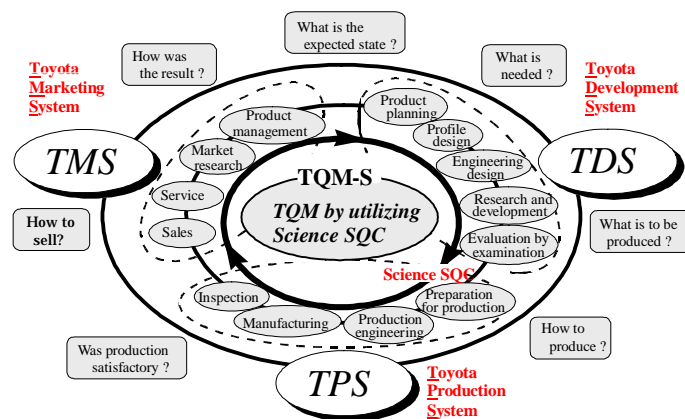 What is the
expected state ?
How was
the result ?
What is
needed ?
Toyota
Marketing
System
Toyota
Development
System
Product
management
Product
planning
Profile
design
Market
research
Engineering
design
TMS
TDS
TQM-S
TQM by utilizing
Science SQC
Service
Research and
development
How to
sell?
Sales
What is to be
produced ?
Evaluation by
examination
Science SQC
Inspection
Preparation
for production
Manufacturing
Production
engineering
How to
produce ?
Was production
satisfactory ?
TPS
Toyota
Production
System